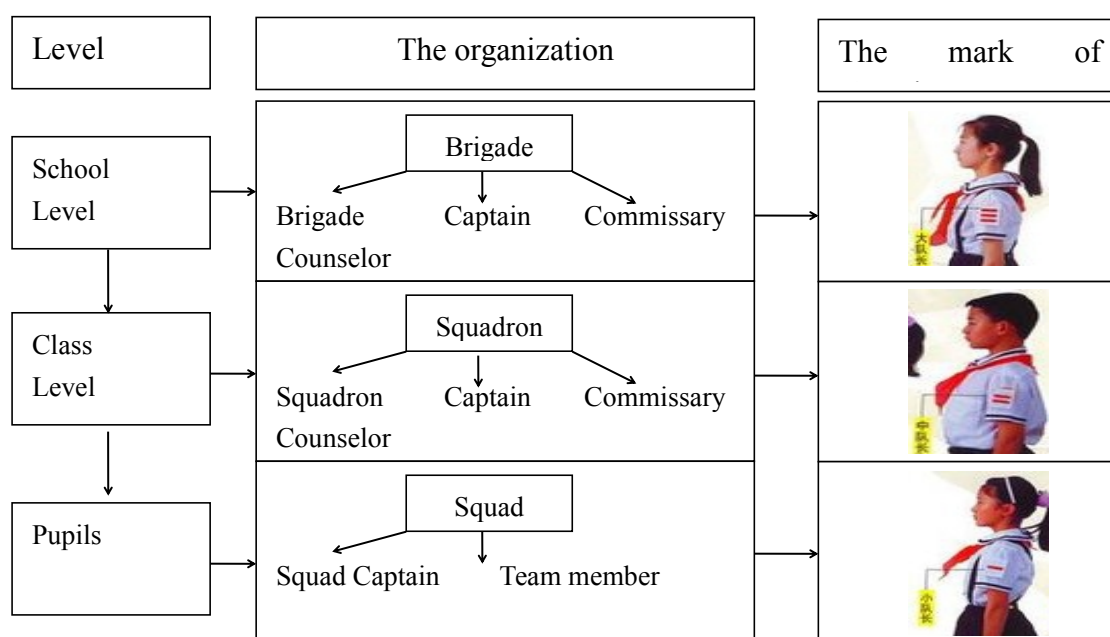 Level
The organization
The mark of
School
Level
Brigade
Brigade
Counselor
Captain
Commissary
大队长
Class
Level
Squadron
Squadron
Counselor
Captain
Commissary
中队长
Pupils
Squad
Squad Captain
Team member
小队长